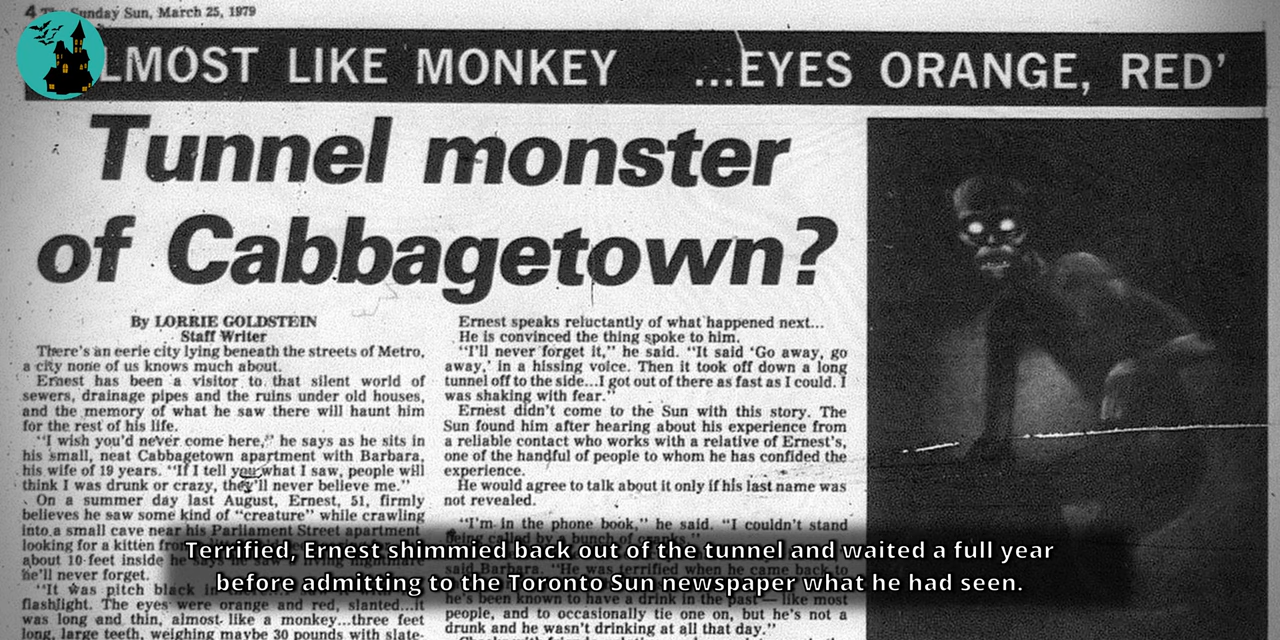 4 The Sunday Sun, March 25, 1979
LMOST LIKE MONKEY ...EYES ORANGE, RED'
Tunnel monster
of Cabbagetown?
By LORRIE GOLDSTEIN
Staff Writer
There's an eerie city lying beneath the streets of Metro,
a city none of us knows much about.
Ernest has been a visitor to that silent world of
sewers, drainage pipes and the ruins under old houses,
and the memory of what he saw there will haunt him
for the rest of his life.
"I wish you'd never come here," he says as he sits in
his small, neat Cabbagetown apartment with Barbara,
his wife of 19 years. "If I tell you what I saw, people will
think I was drunk or crazy, they'll never believe me."
On a summer day last August, Ernest, 51, firmly
believes he saw some kind of "creature" while crawling
into a small cave near his Parliament Street apartment
looking for a kitten
about 10 feet inside he says he saw a living nightmare
he'll never forget.
"It was pitch black in
flashlight. The eyes were orange and red, slanted...it
was long and thin, almost like a monkey...three feet
long, large teeth, weighing maybe 30 pounds with slate-
Ernest speaks reluctantly of what happened next...
He is convinced the thing spoke to him.
"I'll never forget it," he said. "It said 'Go away, go
away,' in a hissing voice. Then it took off down a long
tunnel off to the side...I got out of there as fast as I could. I
was shaking with fear."
Ernest didn't come to the Sun with this story. The
Sun found him after hearing about his experience from
a reliable contact who works with a relative of Ernest's,
one of the handful of people to whom he has confided the
experience.
He would agree to talk about it only if his last name was
not revealed.
"I'm in the phone book," he said. "I couldn't stand
being called by a bunch of cranks."
said Barbara. "He was terrified when he came back to
he's been known to have a drink in the past — like most
people, and to occasionally tie one on, but he's not a
drunk and he wasn't drinking at all that day."
Terrified, Ernest shimmied back out of the tunnel and waited a full year
before admitting to the Toronto Sun newspaper what he had seen.